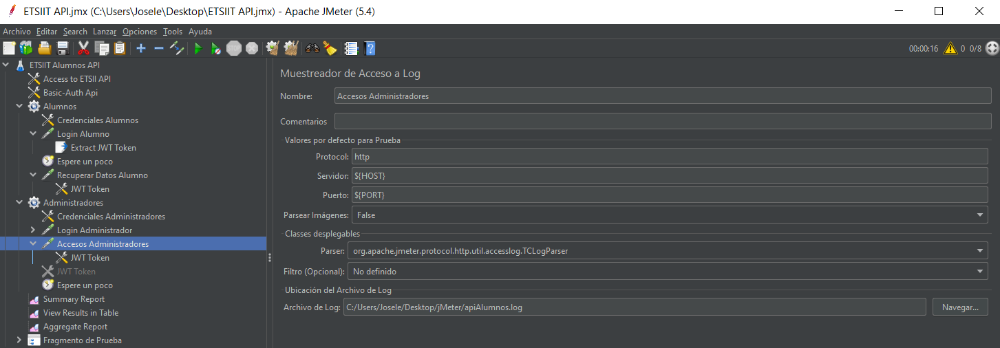 ETSIIT API.jmx (C:\Users\Josele\Desktop\ETSIIT API.jmx) - Apache JMeter (5.4)
Archivo Editar Search Lanzar Opciones Tools Ayuda
STOP 00:00:16 0 0/8
ETSIIT Alumnos API
Access to ETSII API
Basic-Auth Api
Alumnos
Credenciales Alumnos
Login Alumno
Extract JWT Token
Espere un poco
Recuperar Datos Alumno
JWT Token
Administradores
Credenciales Administradores
Login Administrador
Accesos Administradores
JWT Token
JWT Token
Espere un poco
Summary Report
View Results in Table
Aggregate Report
Fragmento de Prueba
Muestreador de Acceso a Log
Nombre: Accesos Administradores
Comentarios
Valores por defecto para Prueba
Protocol: http
Servidor: ${HOST}
Puerto: ${PORT}
Parsear Imágenes: False
Classes desplegables
Parser: org.apache.jmeter.protocol.http.util.accesslog.TCLogParser
Filtro (Opcional): No definido
Ubicación del Archivo de Log
Archivo de Log: C:/Users/Josele/Desktop/jMeter/apiAlumnos.log Navegar...